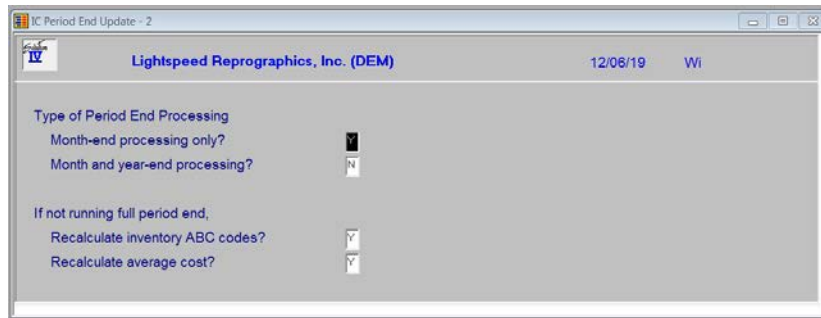 IC Period End Update - 2
IV
Lightspeed Reprographics, Inc. (DEM) 12/06/19 Wi
Type of Period End Processing
Month-end processing only? Y
Month and year-end processing? N
If not running full period end,
Recalculate inventory ABC codes? Y
Recalculate average cost? Y